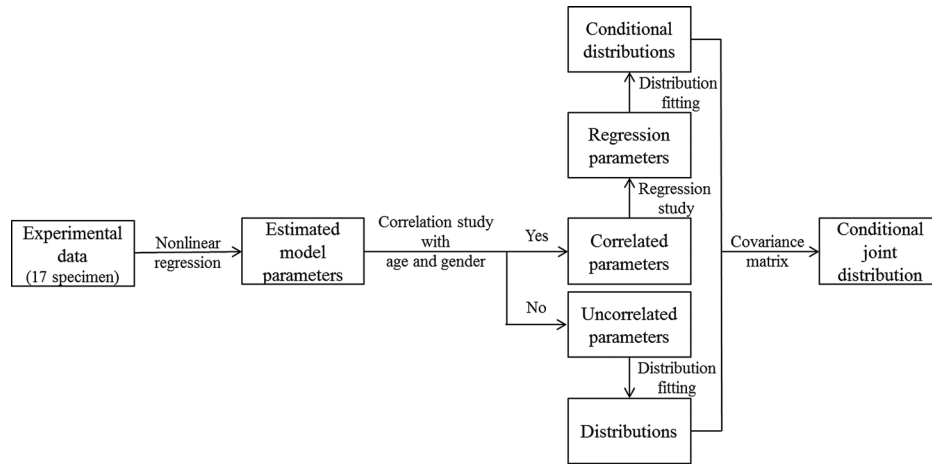 Experimental
data
(17 specimen)
Nonlinear
regression
Estimated
model
parameters
Correlation study
with
age and gender
Yes
No
Conditional
distributions
Distribution
fitting
Regression
parameters
Regression
study
Correlated
parameters
Uncorrelated
parameters
Distribution
fitting
Distributions
Covariance
matrix
Conditional
joint
distribution